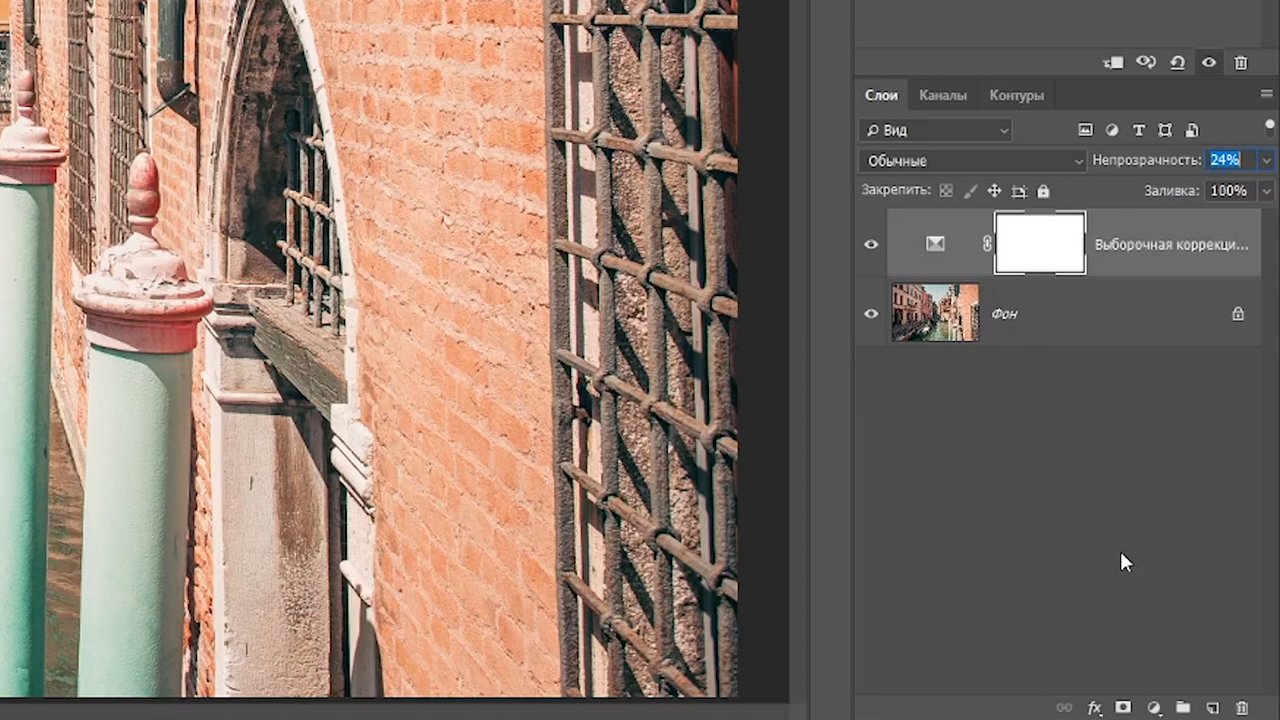 Слои Каналы Контуры
Вид
Обычные Непрозрачность: 24%
Закрепить: Заливка: 100%
Выборочная коррекци...
Фон